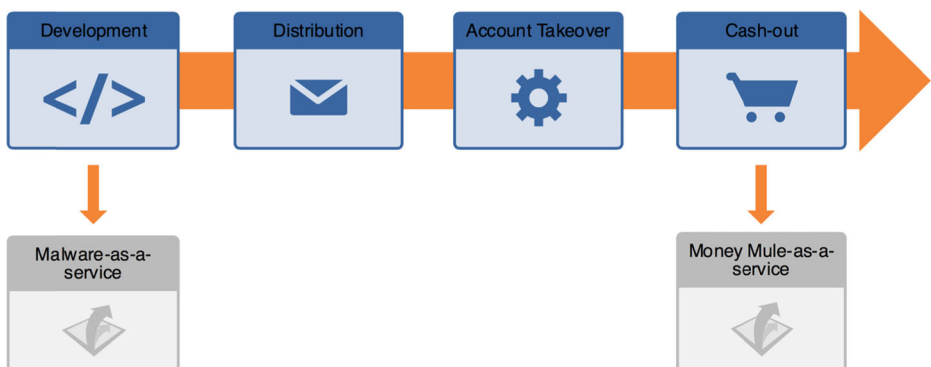 Development
Distribution
Account Takeover
Cash-out
</>
Malware-as-a-
service
Money Mule-as-a-
service